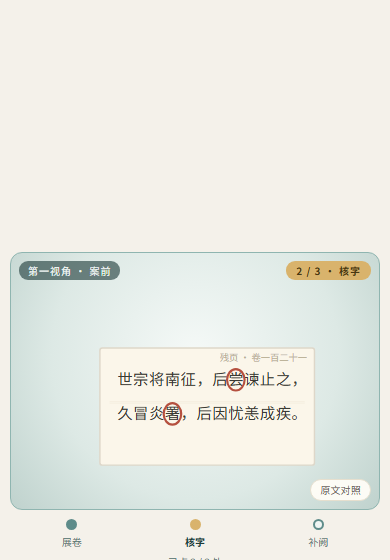 第一视角 · 案前
2 / 3 · 核字
残页 · 卷一百二十一
世宗将南征，后尝谏止之，
久冒炎署，后因忧恙成疾。
原文对照
展卷
核字
补阙